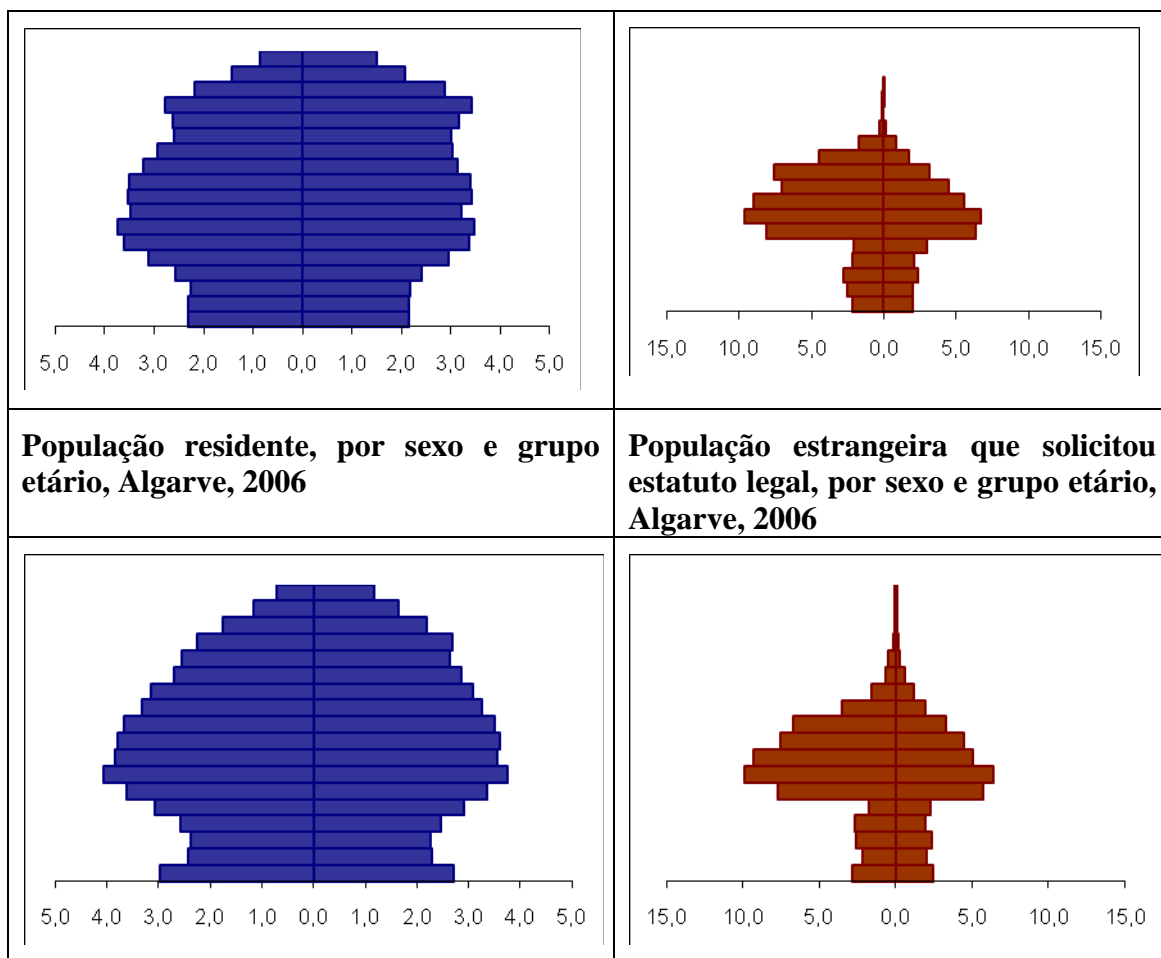 5,0 4,0 3,0 2,0 1,0 0,0 1,0 2,0 3,0 4,0 5,0
15,0 10,0 5,0 0,0 5,0 10,0 15,0
População residente, por sexo e grupo
etário, Algarve, 2006
População estrangeira que solicitou
estatuto legal, por sexo e grupo etário,
Algarve, 2006
5,0 4,0 3,0 2,0 1,0 0,0 1,0 2,0 3,0 4,0 5,0
15,0 10,0 5,0 0,0 5,0 10,0 15,0